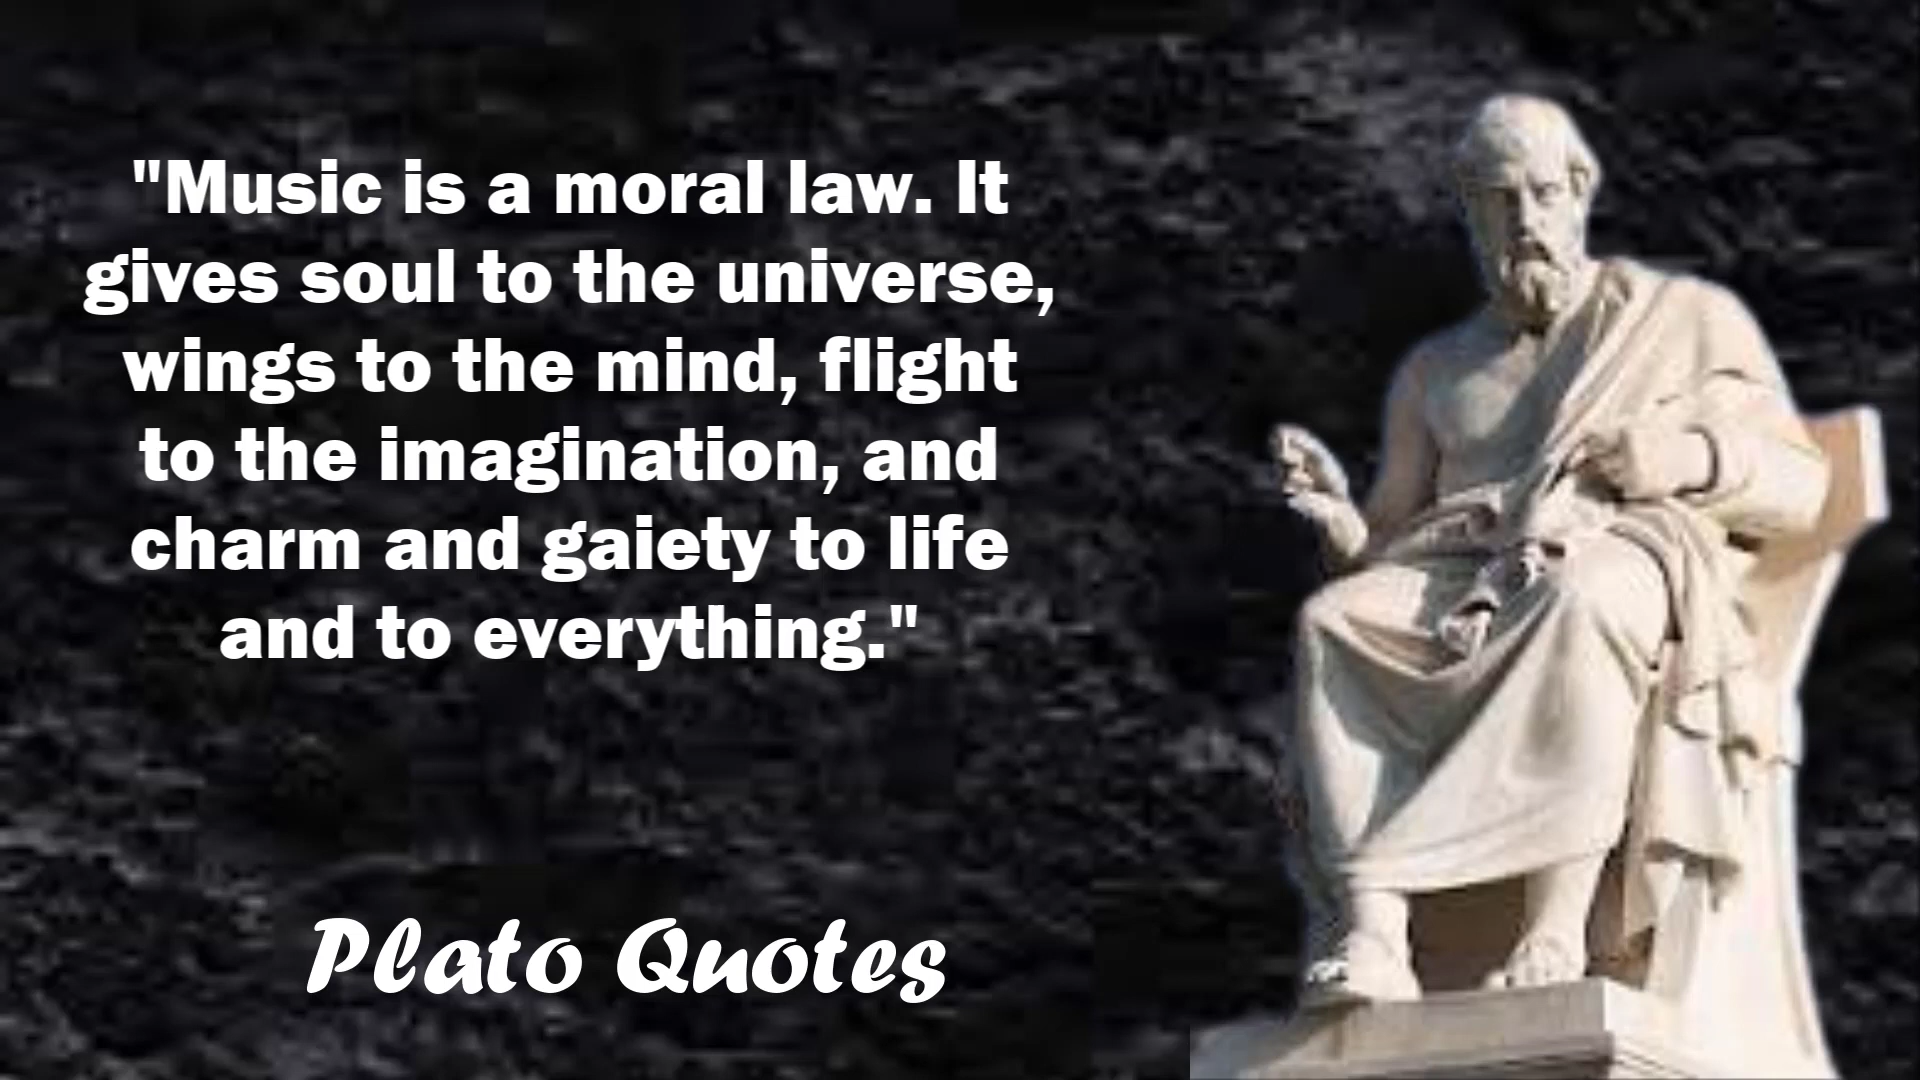 "Music is a moral law. It
gives soul to the universe,
wings to the mind, flight
to the imagination, and
charm and gaiety to life
and to everything."
Plato Quotes